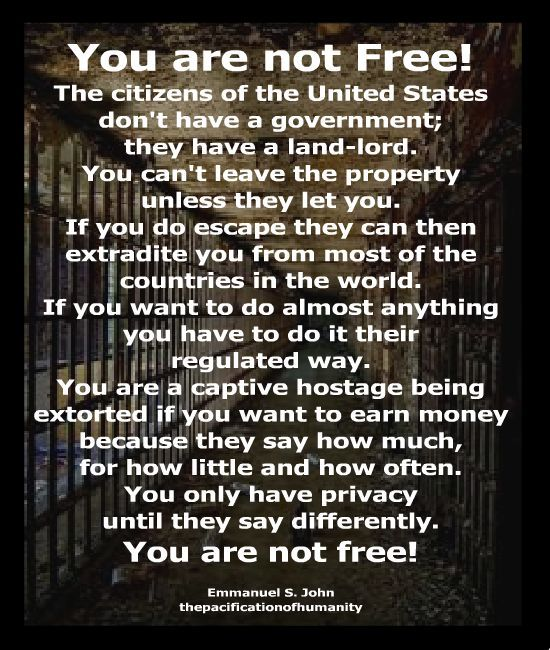 You are not Free!
The citizens of the United States
don't have a government;
they have a land-lord.
You can't leave the property
unless they let you.
If you do escape they can then
extradite you from most of the
countries in the world.
If you want to do almost anything
you have to do it their
regulated way.
You are a captive hostage being
extorted if you want to earn money
because they say how much,
for how little and how often.
You only have privacy
until they say differently.
You are not free!
Emmanuel S. John
thepacificationofhumanity